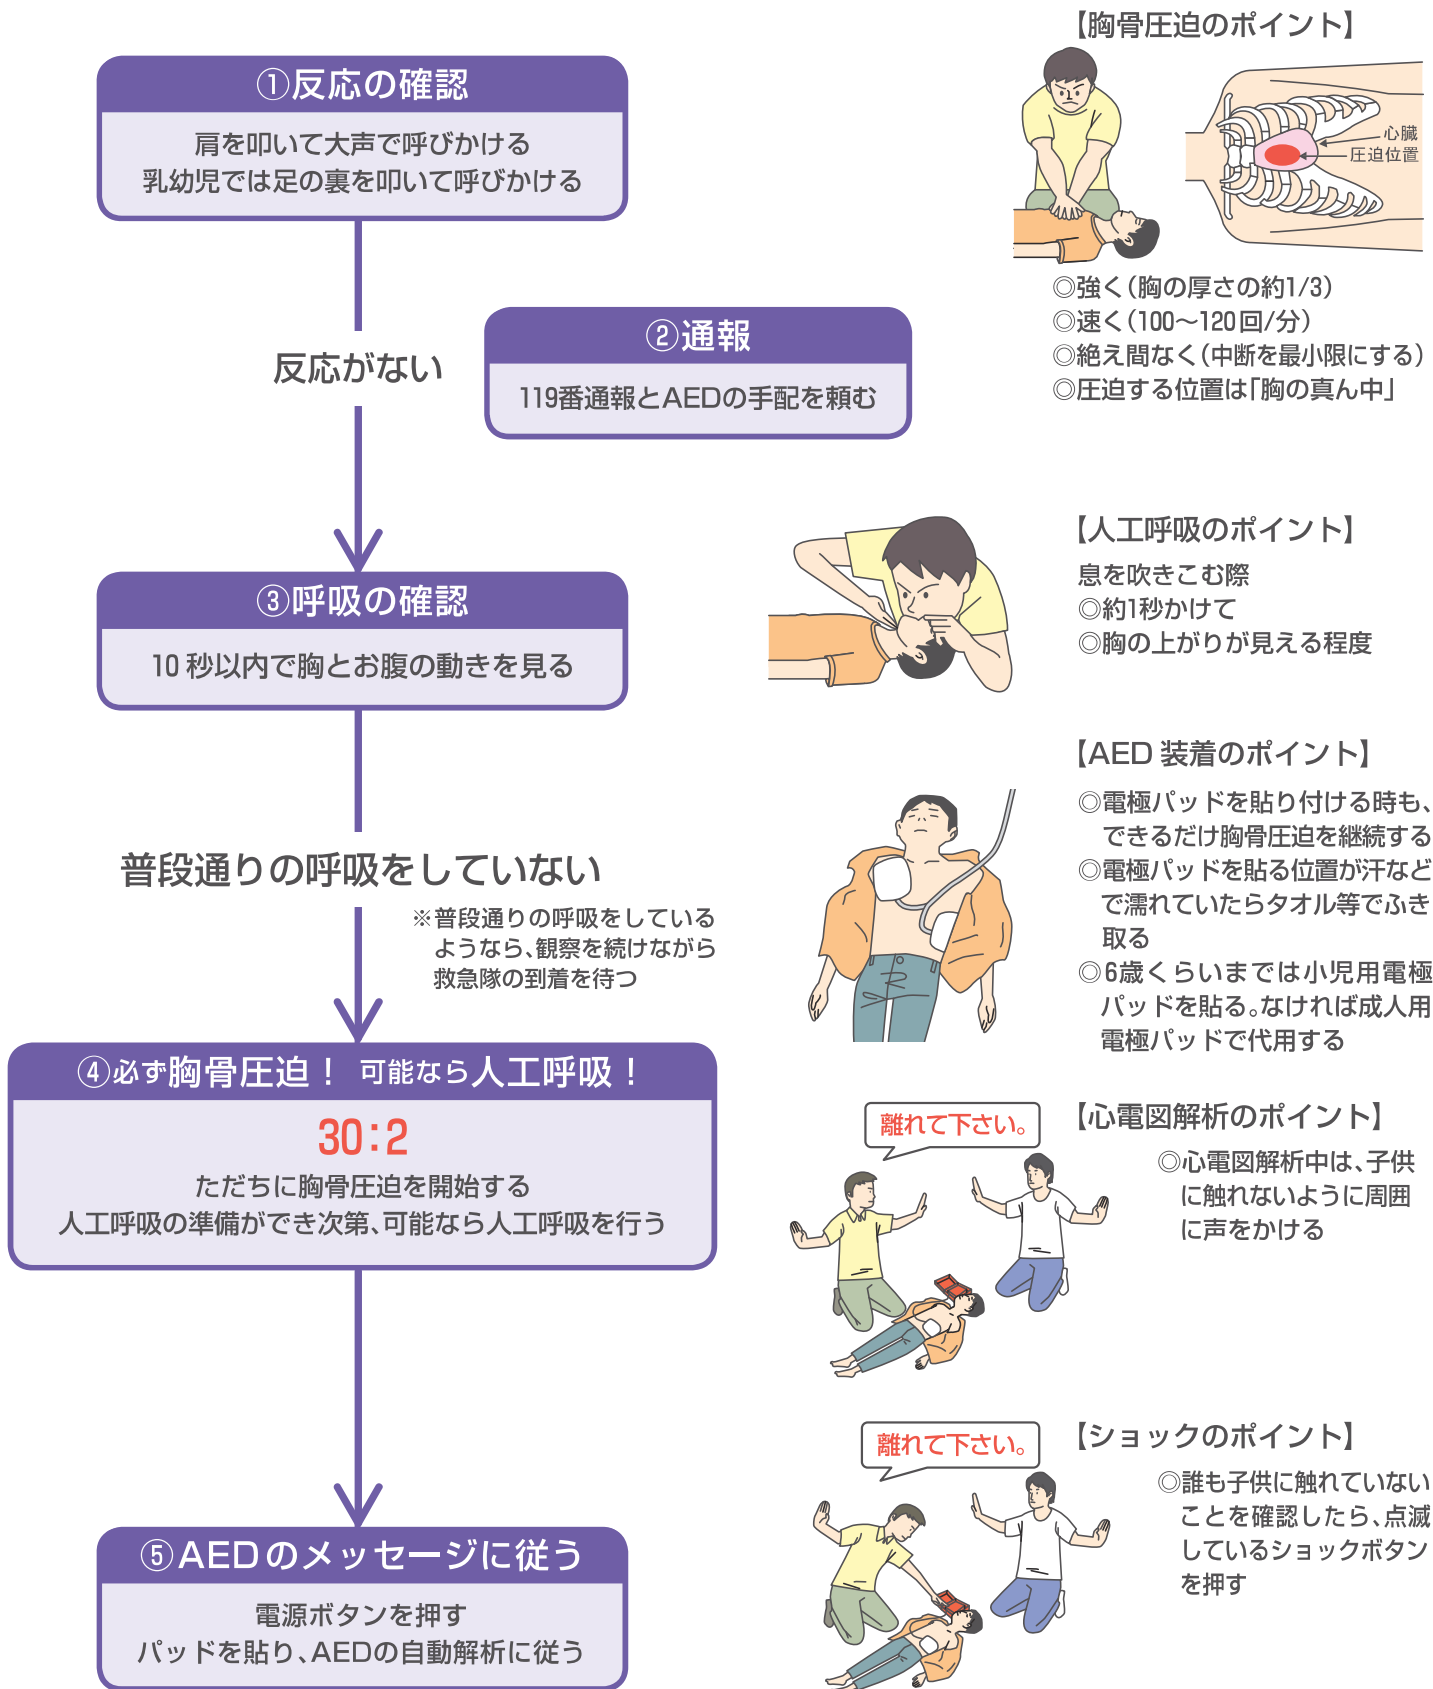 ①反応の確認
肩を叩いて大声で呼びかける
乳幼児では足の裏を叩いて呼びかける
反応がない
②通報
119番通報とAEDの手配を頼む
③呼吸の確認
10秒以内で胸とお腹の動きを見る
普段通りの呼吸をしていない
※普段通りの呼吸をしている
ようなら、観察を続けながら
救急隊の到着を待つ
④必ず胸骨圧迫！ 可能なら人工呼吸！
30：2
ただちに胸骨圧迫を開始する
人工呼吸の準備ができ次第、可能なら人工呼吸を行う
⑤AEDのメッセージに従う
電源ボタンを押す
パッドを貼り、AEDの自動解析に従う
【胸骨圧迫のポイント】
心臓
圧迫位置
◎強く（胸の厚さの約1/3）
◎速く（100～120回/分）
◎絶え間なく（中断を最小限にする）
◎圧迫する位置は「胸の真ん中」
【人工呼吸のポイント】
息を吹きこむ際
◎約1秒かけて
◎胸の上がりが見える程度
【AED 装着のポイント】
◎電極パッドを貼り付ける時も、
できるだけ胸骨圧迫を継続する
◎電極パッドを貼る位置が汗など
で濡れていたらタオル等でふき
取る
◎6歳くらいまでは小児用電極
パッドを貼る。なければ成人用
電極パッドで代用する
離れて下さい。
【心電図解析のポイント】
◎心電図解析中は、子供
に触れないように周囲
に声をかける
離れて下さい。
【ショックのポイント】
◎誰も子供に触れていない
ことを確認したら、点滅
しているショックボタン
を押す